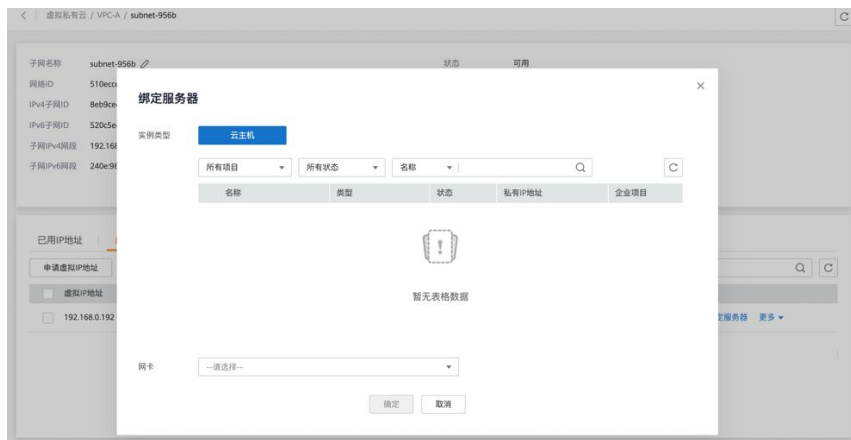 虚拟私有云 / VPC-A / subnet-956b
子网名称 subnet-956b 状态 可用
网络ID 510ecc
IPv4子网ID 8eb9ce
IPv6子网ID 520c5e
子网IPv4网段 192.168
子网IPv6网段 240e:98
绑定服务器
实例类型 云主机
所有项目 所有状态 名称
名称 类型 状态 私有IP地址 企业项目
暂无表格数据
已用IP地址
申请虚拟IP地址
虚拟IP地址
192.168.0.192 定服务器 更多
网卡 --请选择--
确定 取消